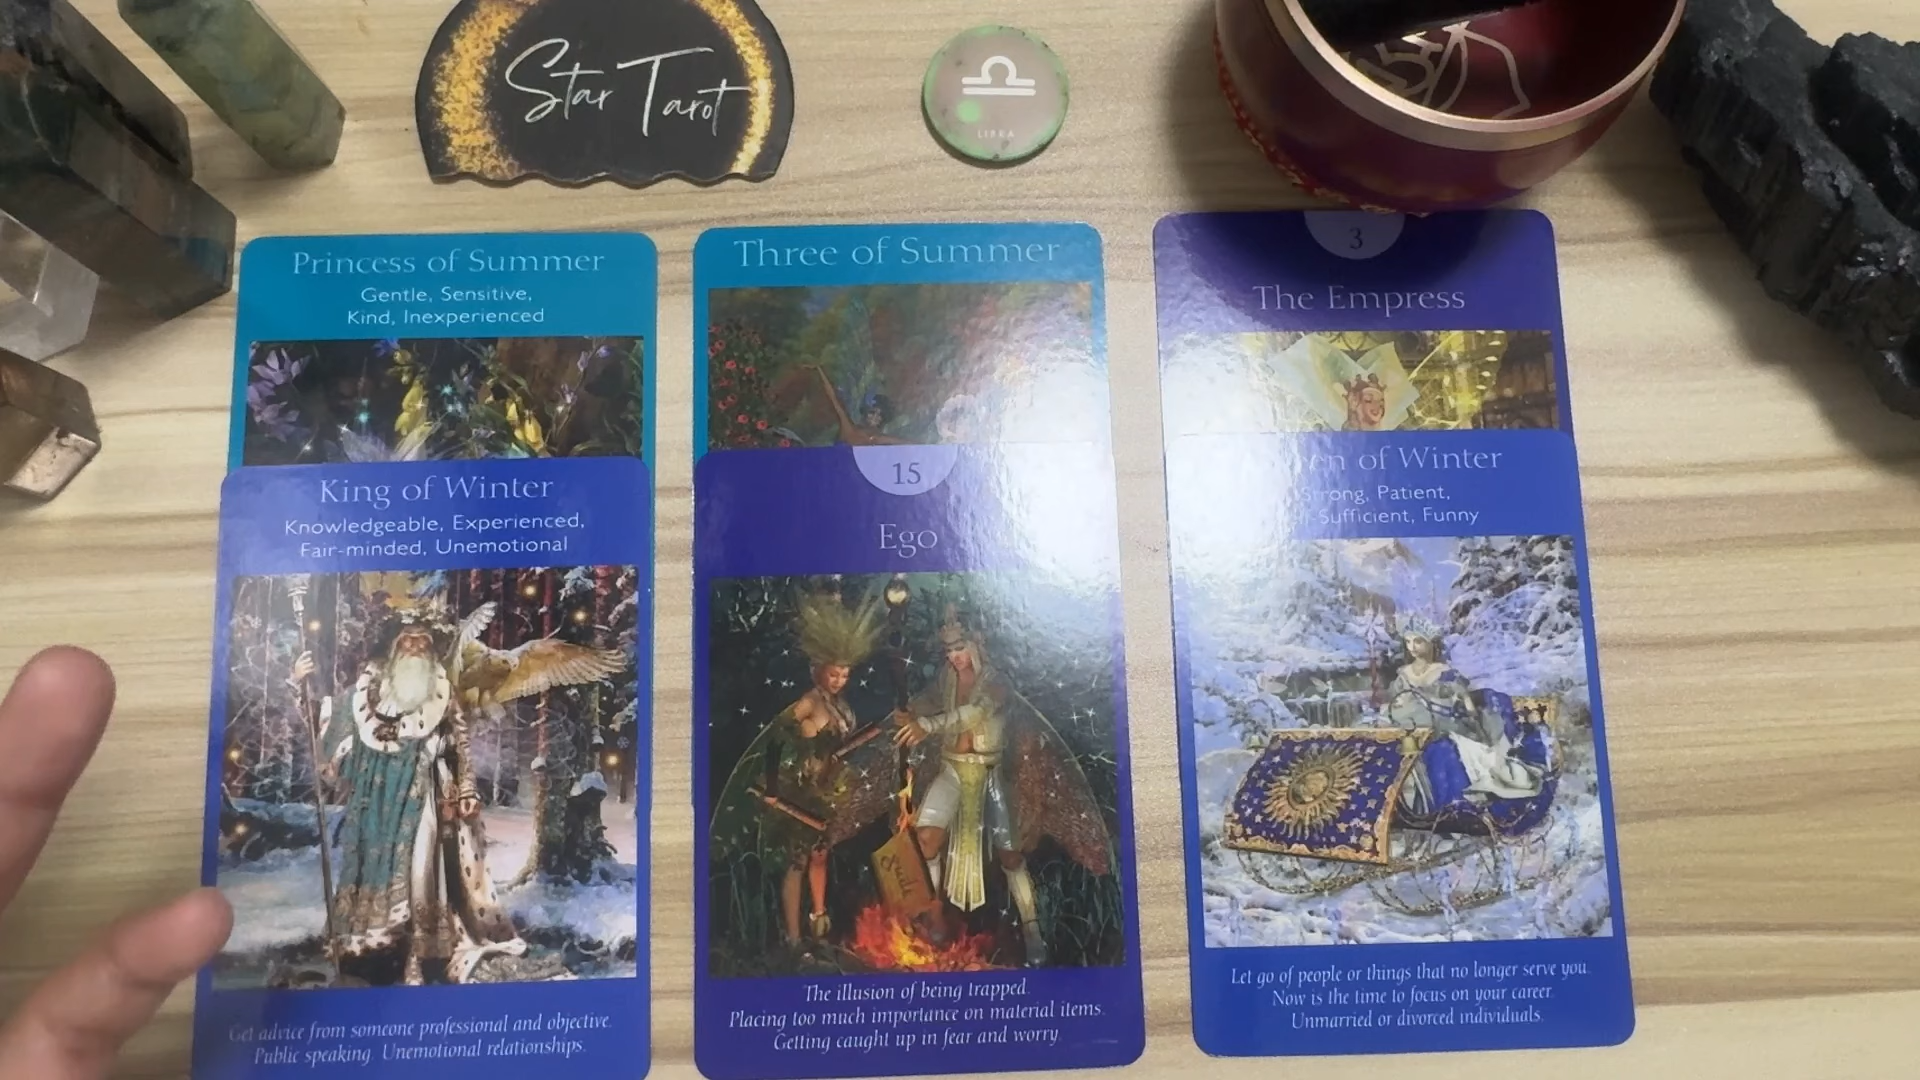 Star Tarot
LIBRA
Princess of Summer
Gentle, Sensitive,
Kind, Inexperienced
Three of Summer
3
The Empress
King of Winter
Knowledgeable, Experienced,
Fair-minded, Unemotional
Get advice from someone professional and objective.
Public speaking. Unemotional relationships.
15
Ego
The illusion of being trapped.
Placing too much importance on material items.
Getting caught up in fear and worry.
of Winter
Strong, Patient,
Funny
Let go of people or things that no longer serve you.
Now is the time to focus on your career.
Unmarried or divorced individuals.